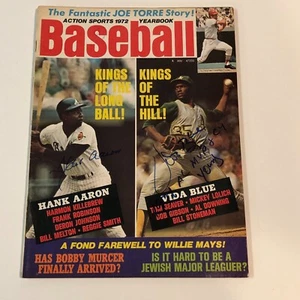 The Fantastic JOE TORRE Story!
ACTION SPORTS 1972 YEARBOOK
Baseball
KINGS
OF THE
LONG
BALL!
KINGS
OF THE
HILL!
HANK AARON
HARMON KILLEBREW
FRANK ROBINSON
DERON JOHNSON
BILL MELTON • REGGIE SMITH
VIDA BLUE
TOM SEAVER • MICKEY LOLICH
BOB GIBSON • AL DOWNING
BILL STONEMAN
A FOND FAREWELL TO WILLIE MAYS!
HAS BOBBY MURCER
FINALLY ARRIVED?
IS IT HARD TO BE A
JEWISH MAJOR LEAGUER?